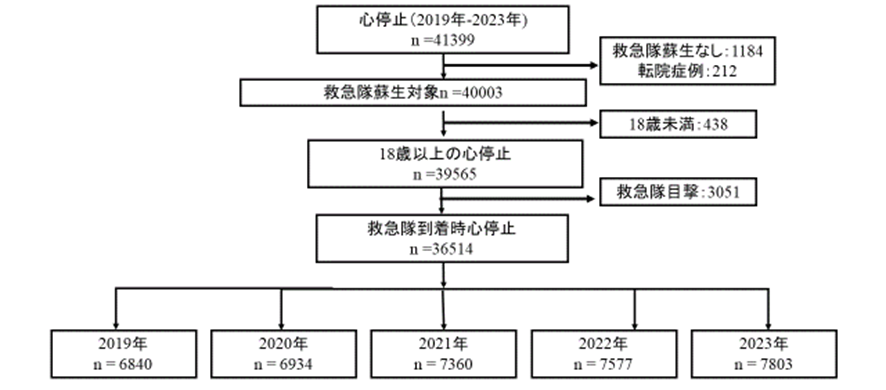 心停止(2019年-2023年)
n =41399
救急隊蘇生なし:1184
転院症例:212
救急隊蘇生対象n =40003
18歳未満:438
18歳以上の心停止
n =39565
救急隊目撃:3051
救急隊到着時心停止
n =36514
2019年
n = 6840
2020年
n = 6934
2021年
n = 7360
2022年
n = 7577
2023年
n = 7803